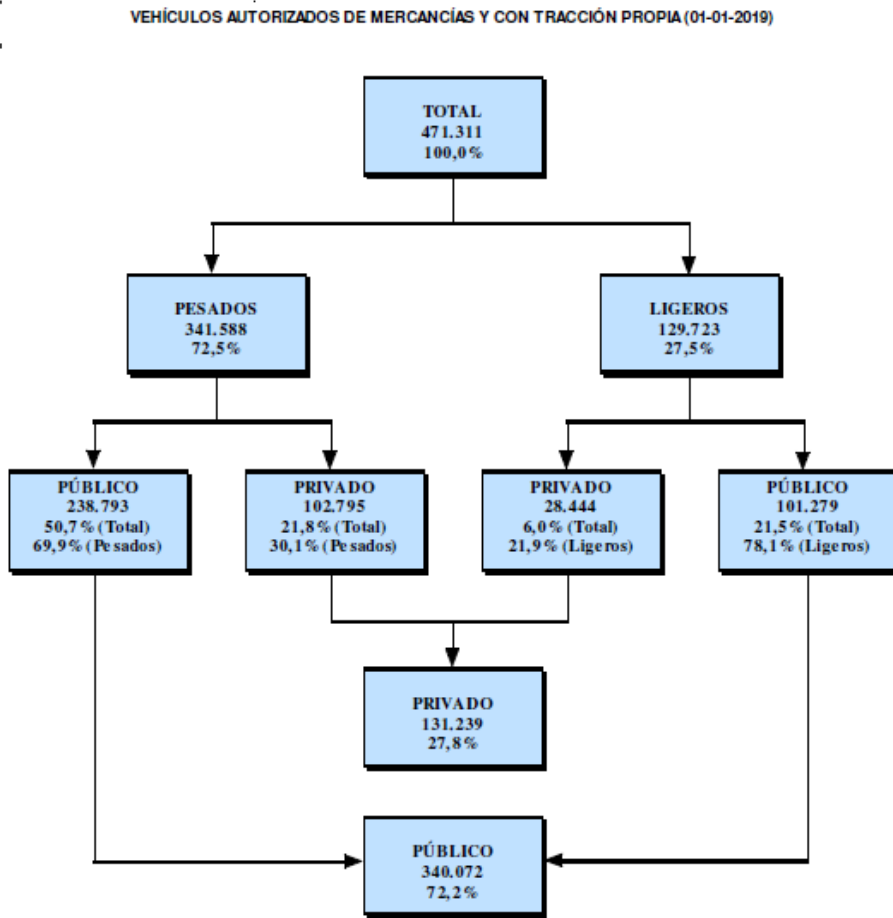 VEHÍCULOS AUTORIZADOS DE MERCANCÍAS Y CON TRACCIÓN PROPIA (01-01-2019)
TOTAL
471.311
100,0%
PESADOS
341.588
72,5%
LIGEROS
129.723
27,5%
PÚBLICO
238.793
50,7% (Total)
69,9% (Pesados)
PRIVADO
102.795
21,8% (Total)
30,1% (Pesados)
PRIVADO
28.444
6,0% (Total)
21,9% (Ligeros)
PÚBLICO
101.279
21,5% (Total)
78,1% (Ligeros)
PRIVADO
131.239
27,8%
PÚBLICO
340.072
72,2%